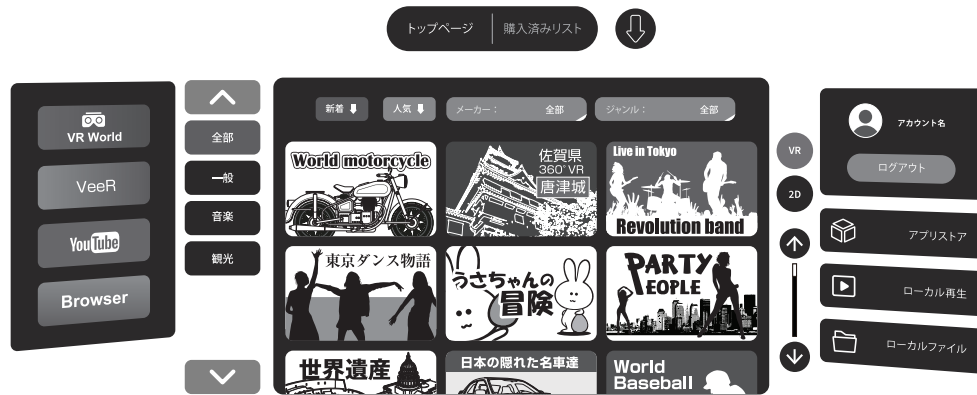 トップページ
購入済みリスト
VR World
VeeR
YouTube
Browser
全部
一般
音楽
観光
新着
人気
メーカー：
全部
ジャンル：
全部
World motorcycle
佐賀県
360°VR
唐津城
Live in Tokyo
Revolution band
東京ダンス物語
うさちゃんの
冒険
PARTY
PEOPLE
世界遺産
日本の隠れた名車達
World
Baseball
VR
2D
アカウント名
ログアウト
アプリストア
ローカル再生
ローカルファイル